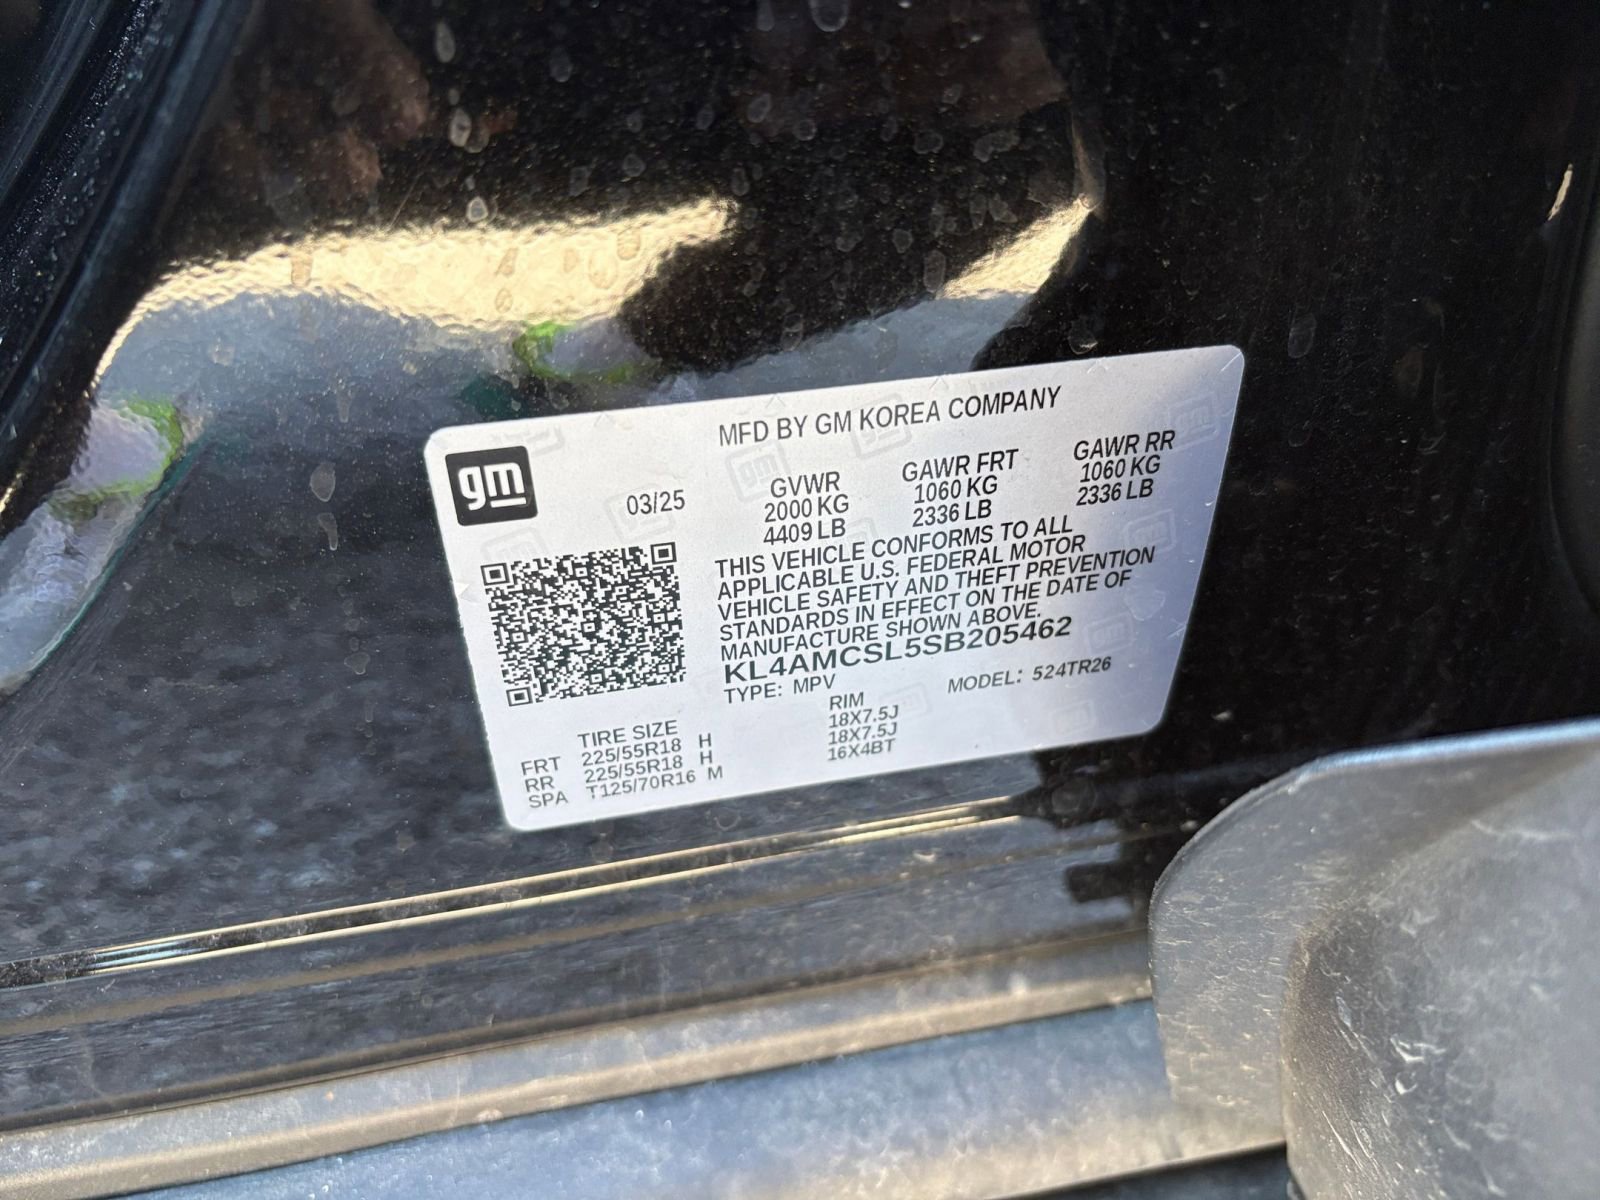 gm
MFD BY GM KOREA COMPANY
03/25
GVWR GAWR FRT GAWR RR
2000 KG 1060 KG 1060 KG
4409 LB 2336 LB 2336 LB
THIS VEHICLE CONFORMS TO ALL
APPLICABLE U.S. FEDERAL MOTOR
VEHICLE SAFETY AND THEFT PREVENTION
STANDARDS IN EFFECT ON THE DATE OF
MANUFACTURE SHOWN ABOVE.
KL4AMCSL5SB205462
TYPE: MPV MODEL: 524TR26
TIRE SIZE RIM
FRT 225/55R18 H 18X7.5J
RR 225/55R18 H 18X7.5J
SPA T125/70R16 M 16X4BT